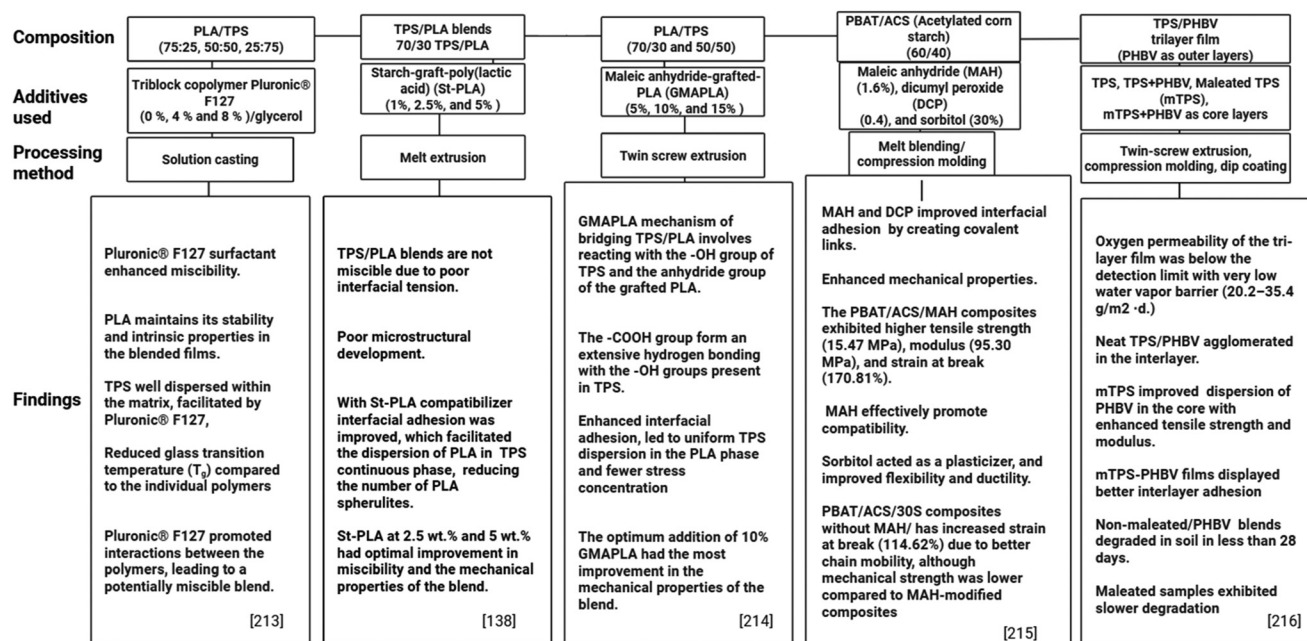 Composition
PLA/TPS
(75:25, 50:50, 25:75)
TPS/PLA blends
70/30 TPS/PLA
PLA/TPS
(70/30 and 50/50)
PBAT/ACS (Acetylated corn
starch)
(60/40)
TPS/PHBV
trilayer film
(PHBV as outer layers)
Additives
used
Triblock copolymer Pluronic®
F127
(0 %, 4 % and 8 % )/glycerol
Starch-graft-poly(lactic
acid) (St-PLA)
(1%, 2.5%, and 5% )
Maleic anhydride-grafted-
PLA (GMAPLA)
(5%, 10%, and 15% )
Maleic anhydride (MAH)
(1.6%), dicumyl peroxide
(DCP)
(0.4), and sorbitol (30%)
TPS, TPS+PHBV, Maleated TPS
(mTPS),
mTPS+PHBV as core layers
Processing
method
Solution casting
Melt extrusion
Twin screw extrusion
Melt blending/
compression molding
Twin-screw extrusion,
compression molding, dip coating
Findings
Pluronic® F127 surfactant
enhanced miscibility.
PLA maintains its stability
and intrinsic properties in
the blended films.
TPS well dispersed within
the matrix, facilitated by
Pluronic® F127,
Reduced glass transition
temperature (Tg) compared
to the individual polymers
Pluronic® F127 promoted
interactions between the
polymers, leading to a
potentially miscible blend.
[213]
TPS/PLA blends are not
miscible due to poor
interfacial tension.
Poor microstructural
development.
With St-PLA compatibilizer
interfacial adhesion was
improved, which facilitated
the dispersion of PLA in TPS
continuous phase, reducing
the number of PLA
spherulites.
St-PLA at 2.5 wt.% and 5 wt.%
had optimal improvement in
miscibility and the mechanical
properties of the blend.
[138]
GMAPLA mechanism of
bridging TPS/PLA involves
reacting with the -OH group of
TPS and the anhydride group
of the grafted PLA.
The -COOH group form an
extensive hydrogen bonding
with the -OH groups present
in TPS.
Enhanced interfacial
adhesion, led to uniform TPS
dispersion in the PLA phase
and fewer stress
concentration
The optimum addition of 10%
GMAPLA had the most
improvement in the
mechanical properties of the
blend.
[214]
MAH and DCP improved interfacial
adhesion by creating covalent
links.
Enhanced mechanical properties.
The PBAT/ACS/MAH composites
exhibited higher tensile strength
(15.47 MPa), modulus (95.30
MPa), and strain at break
(170.81%).
MAH effectively promote
compatibility.
Sorbitol acted as a plasticizer, and
improved flexibility and ductility.
PBAT/ACS/30S composites
without MAH/ has increased strain
at break (114.62%) due to better
chain mobility, although
mechanical strength was lower
compared to MAH-modified
composites
[215]
Oxygen permeability of the tri-
layer film was below the
detection limit with very low
water vapor barrier (20.2–35.4
g/m2 ·d.)
Neat TPS/PHBV agglomerated
in the interlayer.
mTPS improved dispersion of
PHBV in the core with
enhanced tensile strength and
modulus.
mTPS-PHBV films displayed
better interlayer adhesion
Non-maleated/PHBV blends
degraded in soil in less than 28
days.
Maleated samples exhibited
slower degradation
[216]